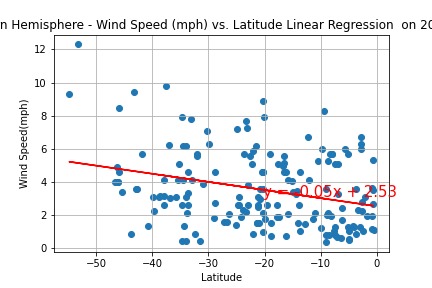 n Hemisphere - Wind Speed (mph) vs. Latitude Linear Regression on 20
Wind Speed(mph)
12
10
8
6
4
2
0
y = -0.05x + 2.53
−50 −40 −30 −20 −10 0
Latitude